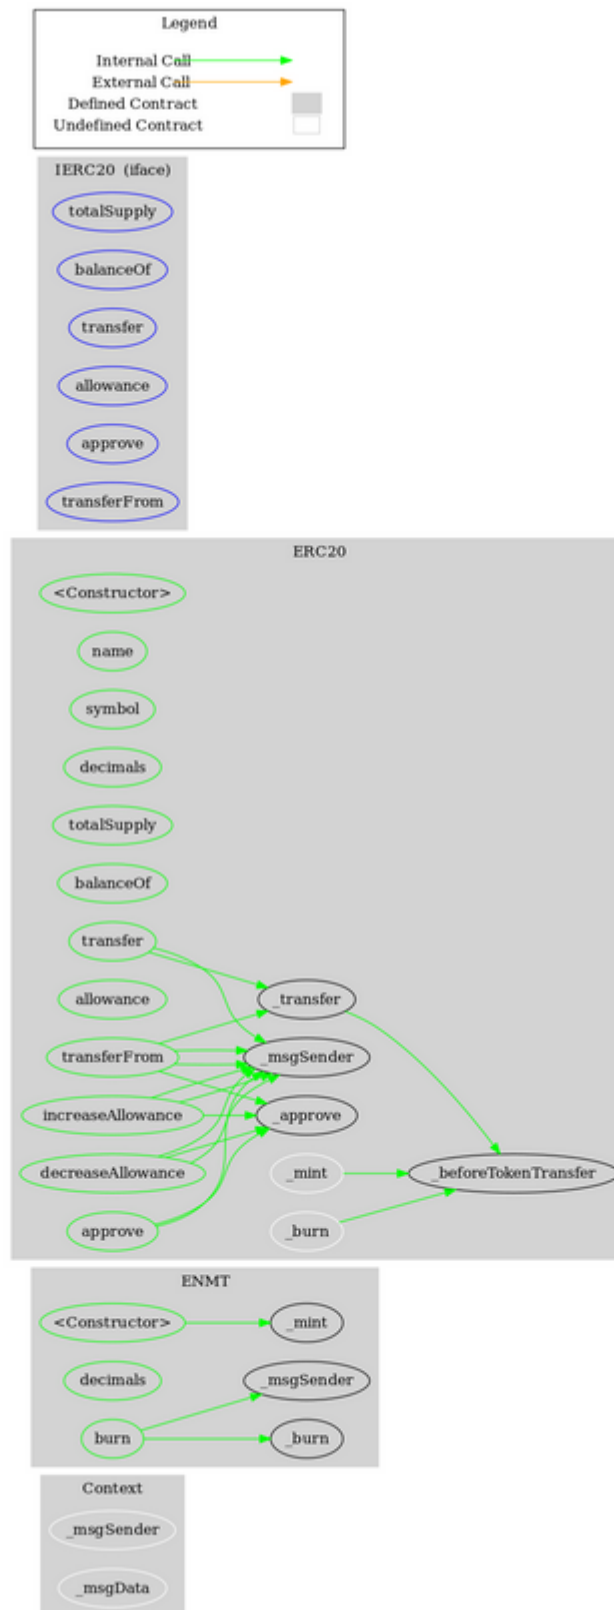 Legend
Internal Call
External Call
Defined Contract
Undefined Contract
IERC20 (iface)
totalSupply
balanceOf
transfer
allowance
approve
transferFrom
ERC20
<Constructor>
name
symbol
decimals
totalSupply
balanceOf
transfer
allowance
_transfer
transferFrom
_msgSender
increaseAllowance
_approve
decreaseAllowance
_mint
_beforeTokenTransfer
approve
_burn
ENMT
<Constructor>
_mint
decimals
_msgSender
burn
_burn
Context
_msgSender
_msgData